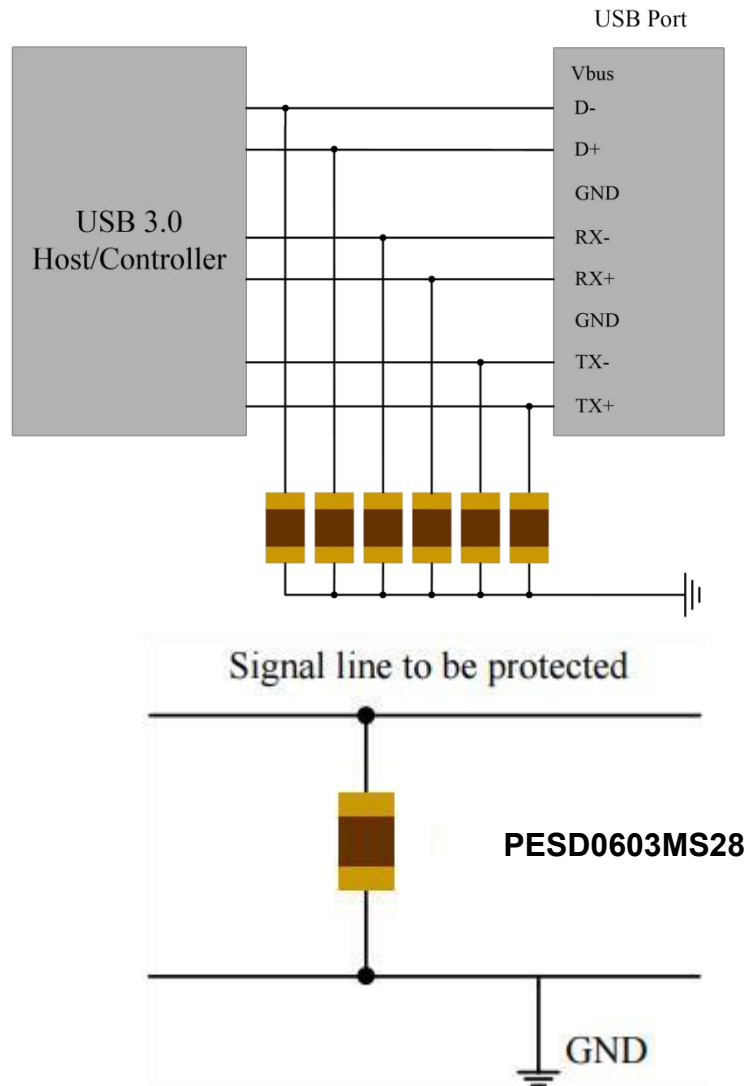 USB Port
Vbus
D-
D+
GND
USB 3.0
Host/Controller
RX-
RX+
GND
TX-
TX+
Signal line to be protected
PESD0603MS28
GND